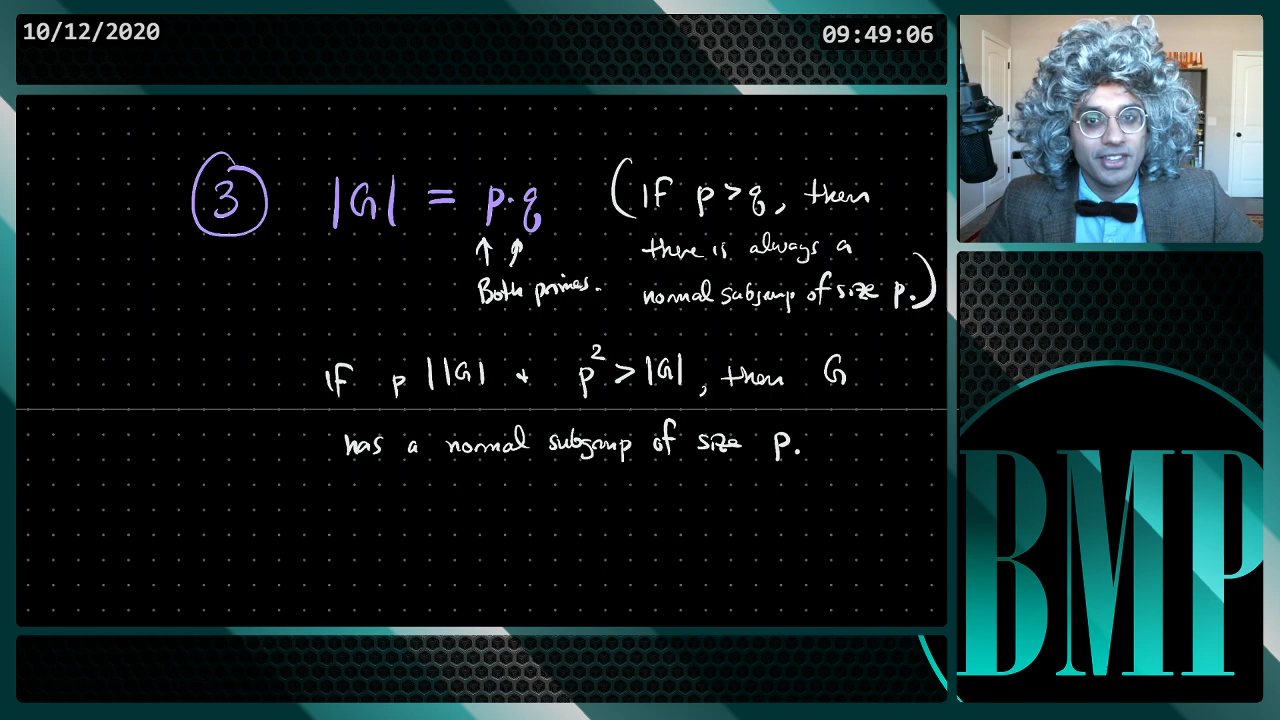 10/12/2020
09:49:06
3 |G| = p·q (If p > q, then
there is always a
Both primes. normal subgroup of size p.)
If p | |G| + p² > |G|, then G
has a normal subgroup of size p.
BMP